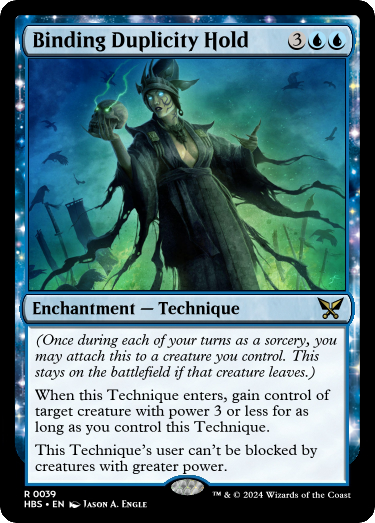 Binding Duplicity Hold 3
Enchantment — Technique
(Once during each of your turns as a sorcery, you
may attach this to a creature you control. This
stays on the battlefield if that creature leaves.)
When this Technique enters, gain control of
target creature with power 3 or less for as
long as you control this Technique.
This Technique's user can't be blocked by
creatures with greater power.
R 0039
HBS • EN Jason A. Engle
™ & © 2024 Wizards of the Coast